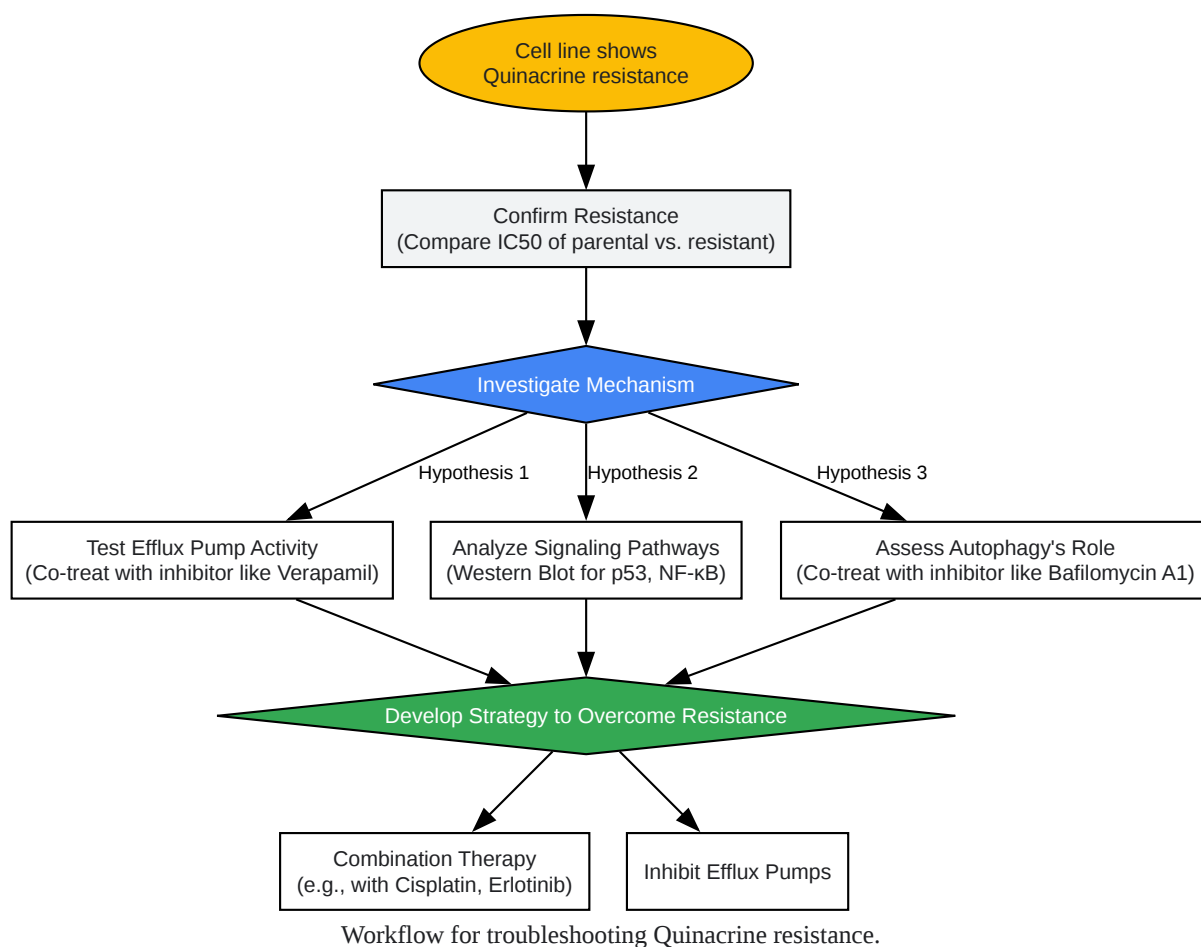 Cell line shows
Quinacrine resistance
Confirm Resistance
(Compare IC50 of parental vs. resistant)
Investigate Mechanism
Hypothesis 1
Hypothesis 2
Hypothesis 3
Test Efflux Pump Activity
(Co-treat with inhibitor like Verapamil)
Analyze Signaling Pathways
(Western Blot for p53, NF-κB)
Assess Autophagy's Role
(Co-treat with inhibitor like Bafilomycin A1)
Develop Strategy to Overcome Resistance
Combination Therapy
(e.g., with Cisplatin, Erlotinib)
Inhibit Efflux Pumps
Workflow for troubleshooting Quinacrine resistance.